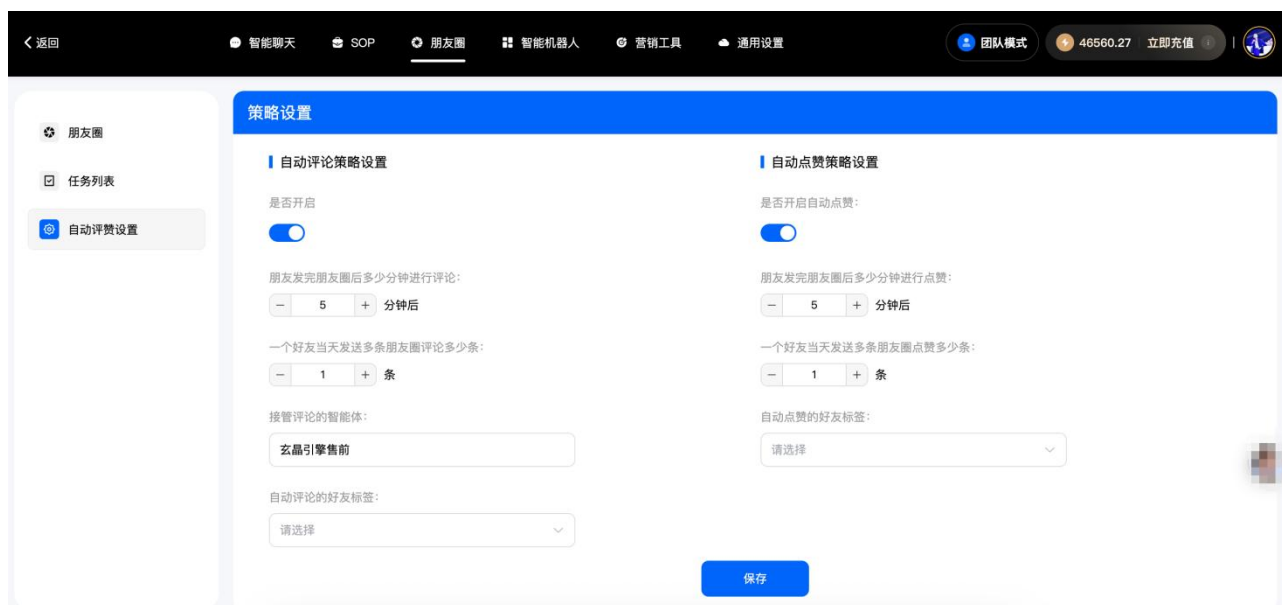 返回
智能聊天
SOP
朋友圈
智能机器人
营销工具
通用设置
团队模式
46560.27
立即充值
朋友圈
任务列表
自动评赞设置
策略设置
自动评论策略设置
是否开启
朋友发完朋友圈后多少分钟进行评论:
5
分钟后
一个好友当天发送多条朋友圈评论多少条:
1
条
接管评论的智能体:
玄晶引擎售前
自动评论的好友标签:
请选择
自动点赞策略设置
是否开启自动点赞:
朋友发完朋友圈后多少分钟进行点赞:
5
分钟后
一个好友当天发送多条朋友圈点赞多少条:
1
条
自动点赞的好友标签:
请选择
保存